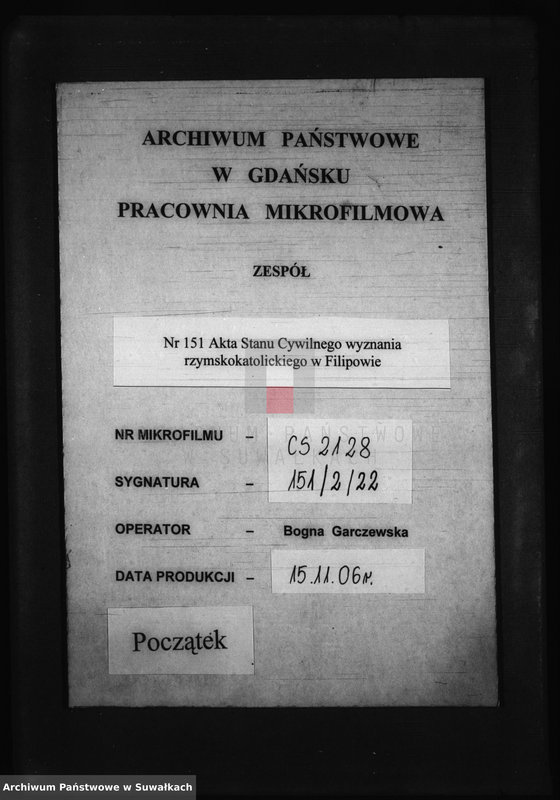 ARCHIWUM PAŃSTWOWE
W GDAŃSKU
PRACOWNIA MIKROFILMOWA
ZESPÓŁ
Nr 151 Akta Stanu Cywilnego wyznania
rzymskokatolickiego w Filipowie
NR MIKROFILMU – CS 2128
SYGNATURA – 151/2/22
OPERATOR – Bogna Garczewska
DATA PRODUKCJI – 15.11.06r.
Początek
Archiwum Państwowe w Suwałkach